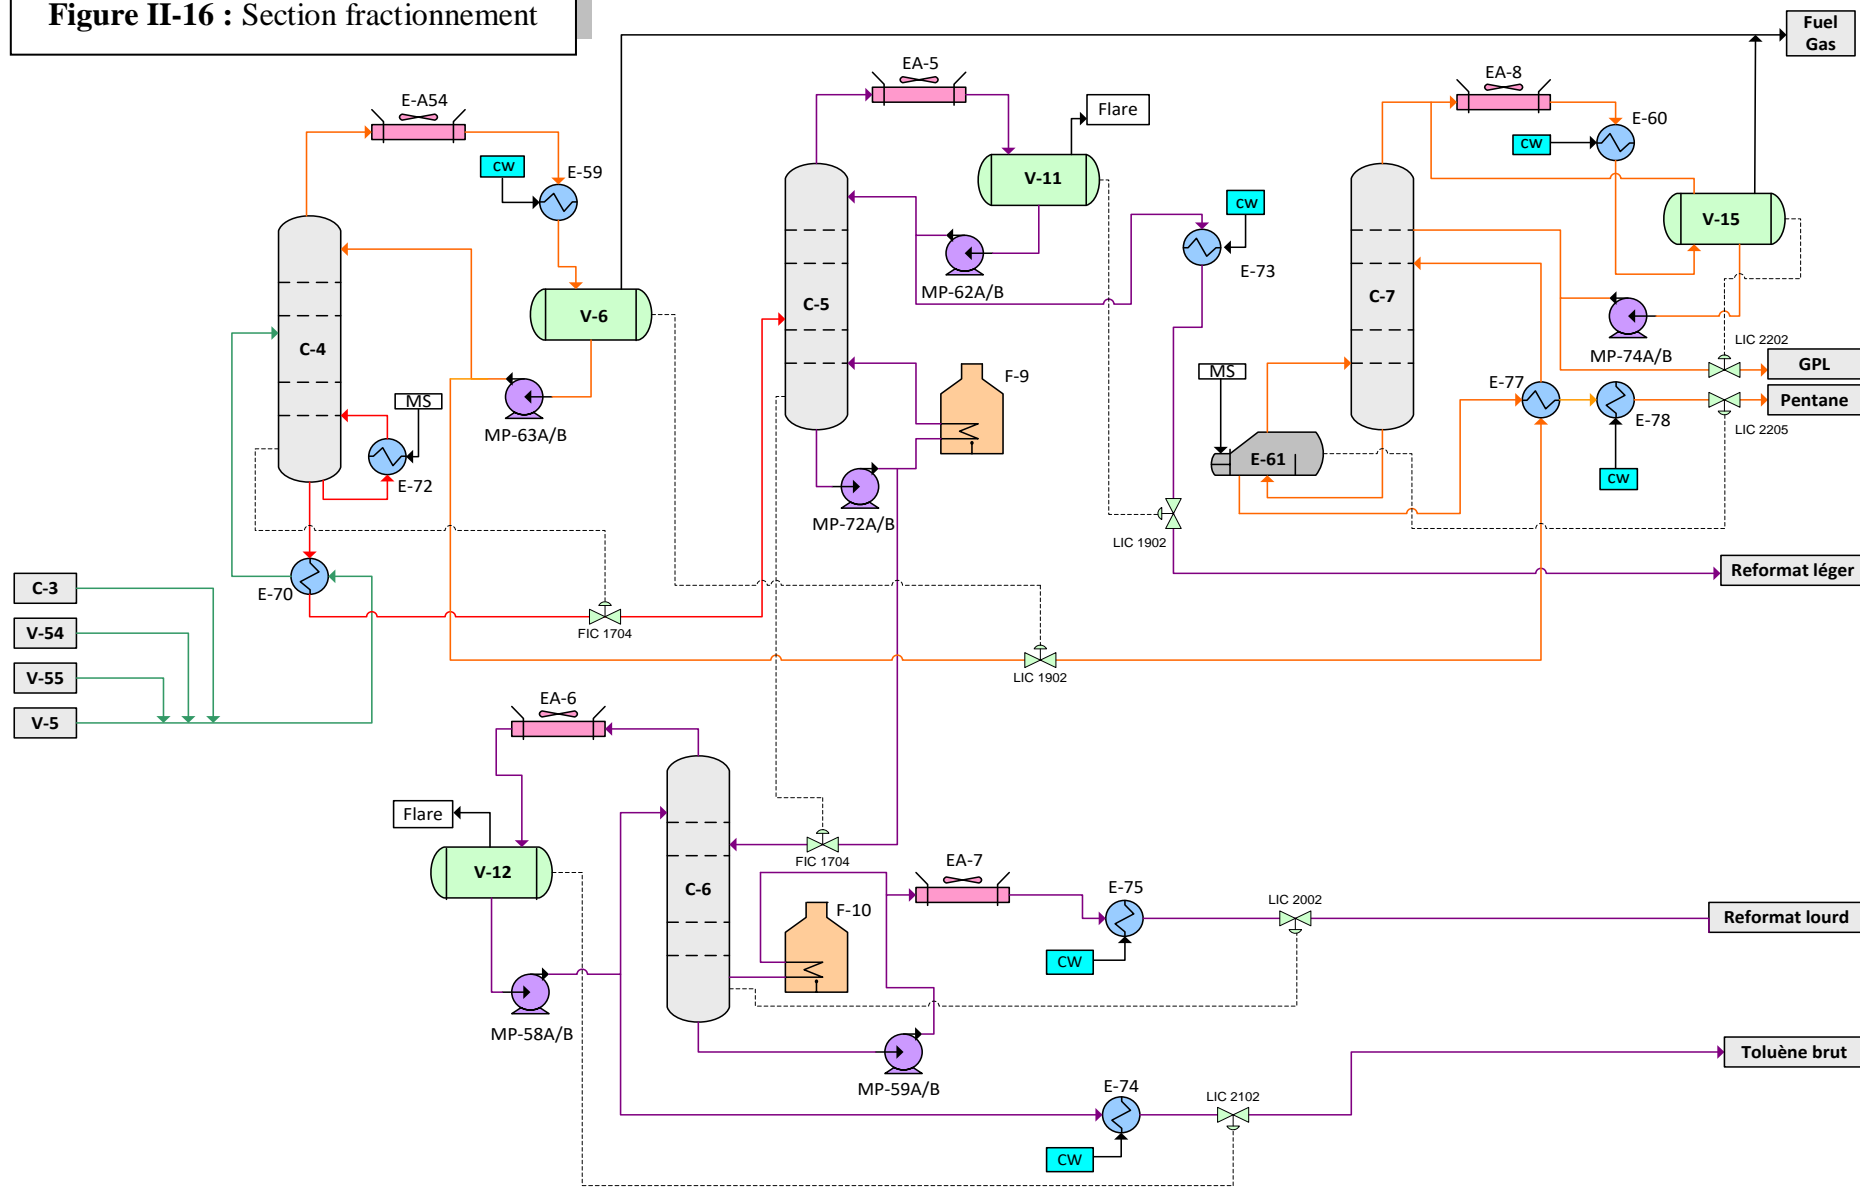 Figure II-16 : Section fractionnement
Fuel
Gas
EA-5
EA-8
E-A54
Flare
E-60
CW
CW
E-59
V-11
CW
V-15
E-73
MP-62A/B
C-7
C-5
V-6
LIC 2202
MP-74A/B
C-4
GPL
F-9
MS
E-77
MS
Pentane
E-78
LIC 2205
MP-63A/B
E-61
E-72
CW
MP-72A/B
LIC 1902
Reformat léger
C-3
E-70
FIC 1704
V-54
V-55
LIC 1902
EA-6
V-5
Flare
FIC 1704
EA-7
V-12
C-6
E-75
LIC 2002
F-10
Reformat lourd
CW
MP-58A/B
Toluène brut
MP-59A/B
E-74
LIC 2102
CW